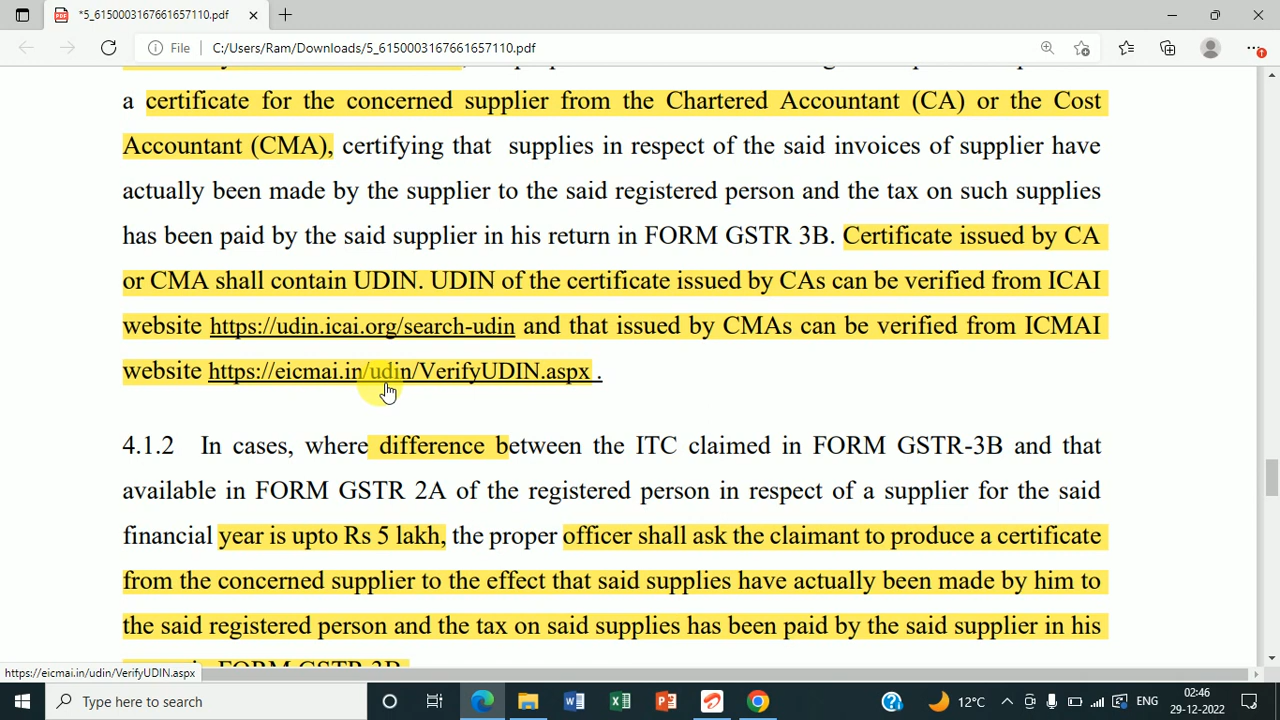 *5_6150003167661657110.pdf
File
C:/Users/Ram/Downloads/5_6150003167661657110.pdf
a certificate for the concerned supplier from the Chartered Accountant (CA) or the Cost
Accountant (CMA), certifying that supplies in respect of the said invoices of supplier have
actually been made by the supplier to the said registered person and the tax on such supplies
has been paid by the said supplier in his return in FORM GSTR 3B. Certificate issued by CA
or CMA shall contain UDIN. UDIN of the certificate issued by CAs can be verified from ICAI
website https://udin.icai.org/search-udin and that issued by CMAs can be verified from ICMAI
website https://eicmai.in/udin/VerifyUDIN.aspx .
4.1.2 In cases, where difference between the ITC claimed in FORM GSTR-3B and that
available in FORM GSTR 2A of the registered person in respect of a supplier for the said
financial year is upto Rs 5 lakh, the proper officer shall ask the claimant to produce a certificate
from the concerned supplier to the effect that said supplies have actually been made by him to
the said registered person and the tax on said supplies has been paid by the said supplier in his
in FORM GSTR 3B
https://eicmai.in/udin/VerifyUDIN.aspx
Type here to search
12°C
ENG
02:46
29-12-2022